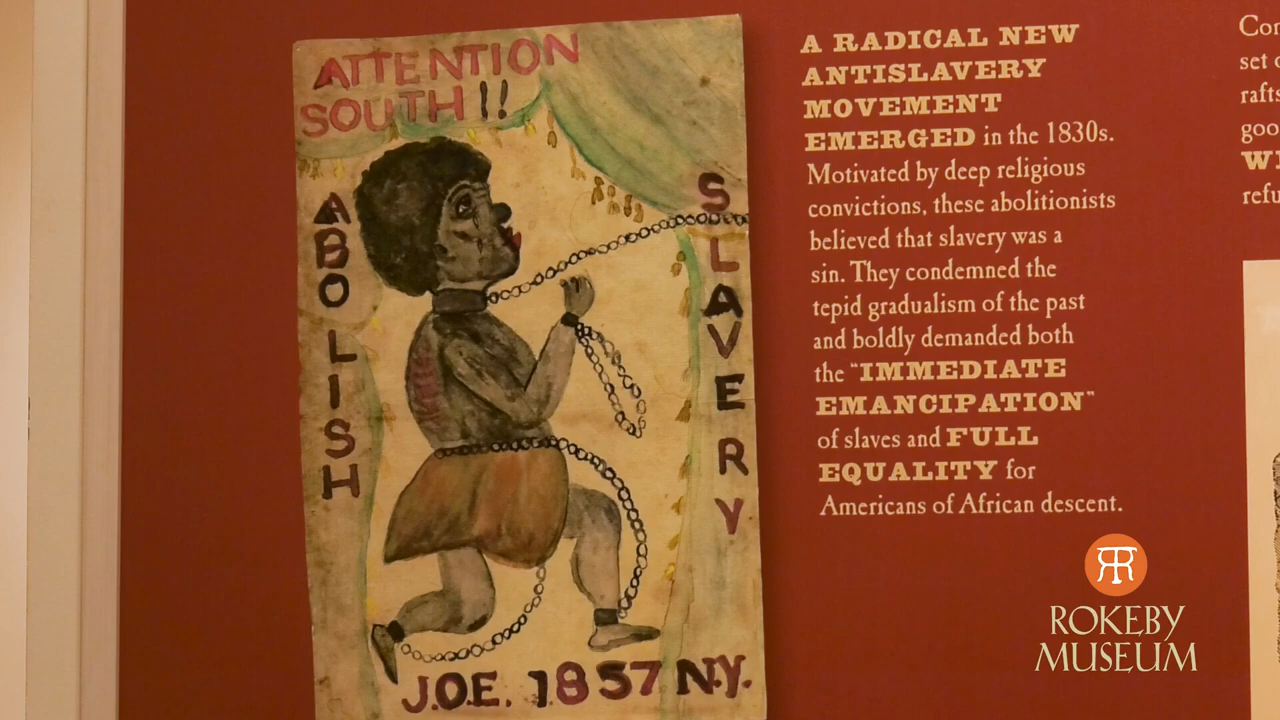 ATTENTION
SOUTH!!
ABOLISH
SLAVERY
J.O.E. 1857 N.Y.
A RADICAL NEW
ANTISLAVERY
MOVEMENT
EMERGED in the 1830s.
Motivated by deep religious
convictions, these abolitionists
believed that slavery was a
sin. They condemned the
tepid gradualism of the past
and boldly demanded both
the “IMMEDIATE
EMANCIPATION”
of slaves and FULL
EQUALITY for
Americans of African descent.
set
ROKEBY
MUSEUM